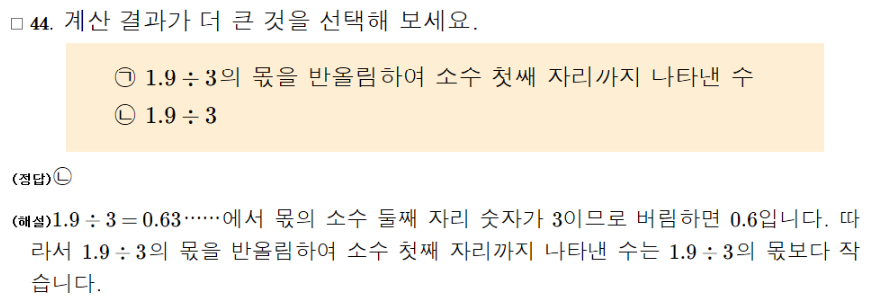 □ 44. 계산 결과가 더 큰 것을 선택해 보세요.
㉠ 1.9÷3의 몫을 반올림하여 소수 첫째 자리까지 나타낸 수
㉡ 1.9÷3
(정답)㉡
(해설)1.9÷3=0.63⋯⋯에서 몫의 소수 둘째 자리 숫자가 3이므로 버림하면 0.6입니다. 따
라서 1.9÷3의 몫을 반올림하여 소수 첫째 자리까지 나타낸 수는 1.9÷3의 몫보다 작
습니다.